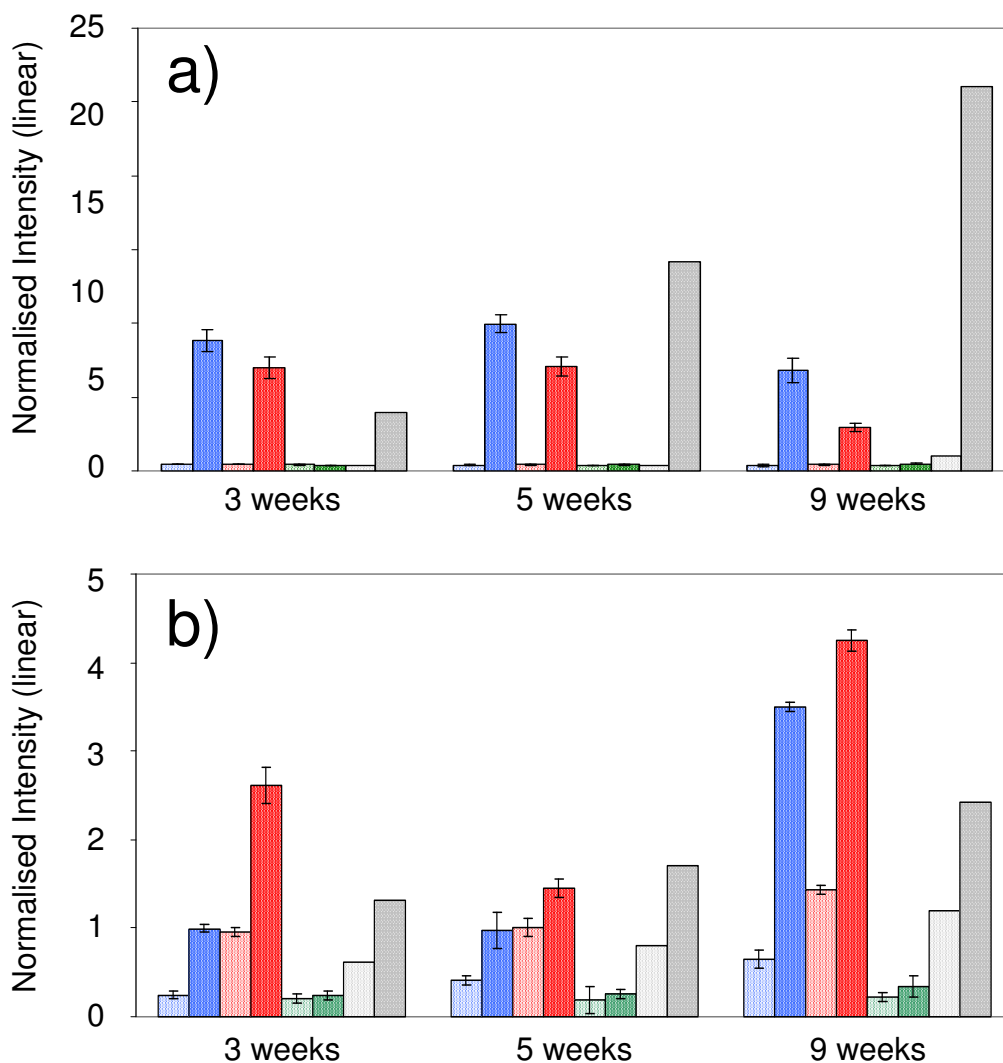 Normalised Intensity (linear)
a)
25
20
15
10
5
0
3 weeks 5 weeks 9 weeks
Normalised Intensity (linear)
b)
5
4
3
2
1
0
3 weeks 5 weeks 9 weeks